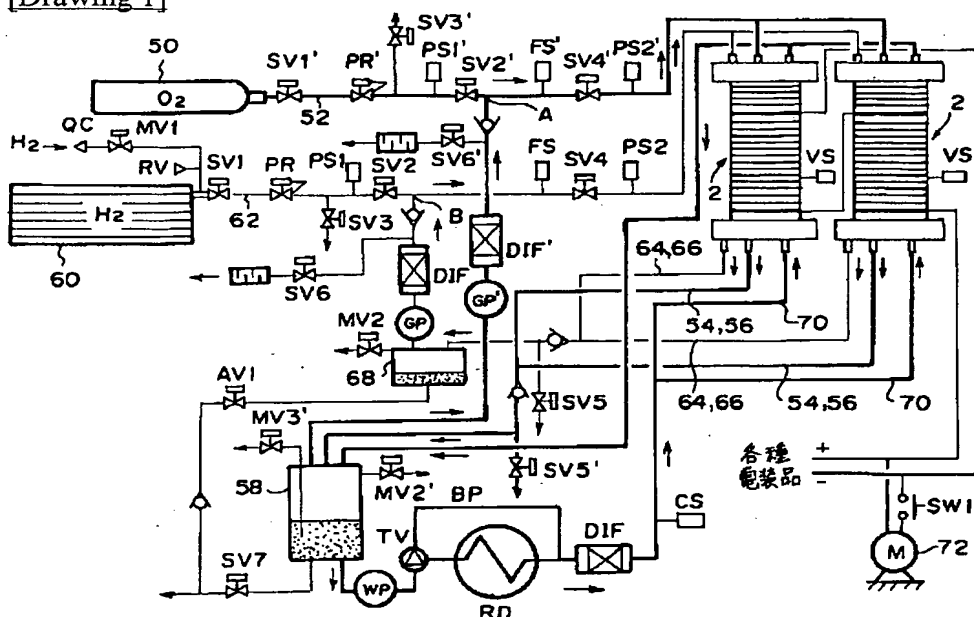 [Drawing 1]
50
SV3'
SV1' PR' PS1' SV2' FS' SV4' PS2'
O2
52
A
QC MV1
H2
RV SV1 PR PS1 SV2 SV6' FS SV4 PS2
2
2
VS
VS
H2
62
SV3
B
60
DIF
DIF'
64,66
SV6
GP
GP'
MV2
68
54,56
70
AV1
MV3'
SV5
64,66
54,56
70
58
MV2'
SV5'
各種
電装品
+
-
BP
CS
SW1
TV
DIF
SV7
WP
RD
M
72